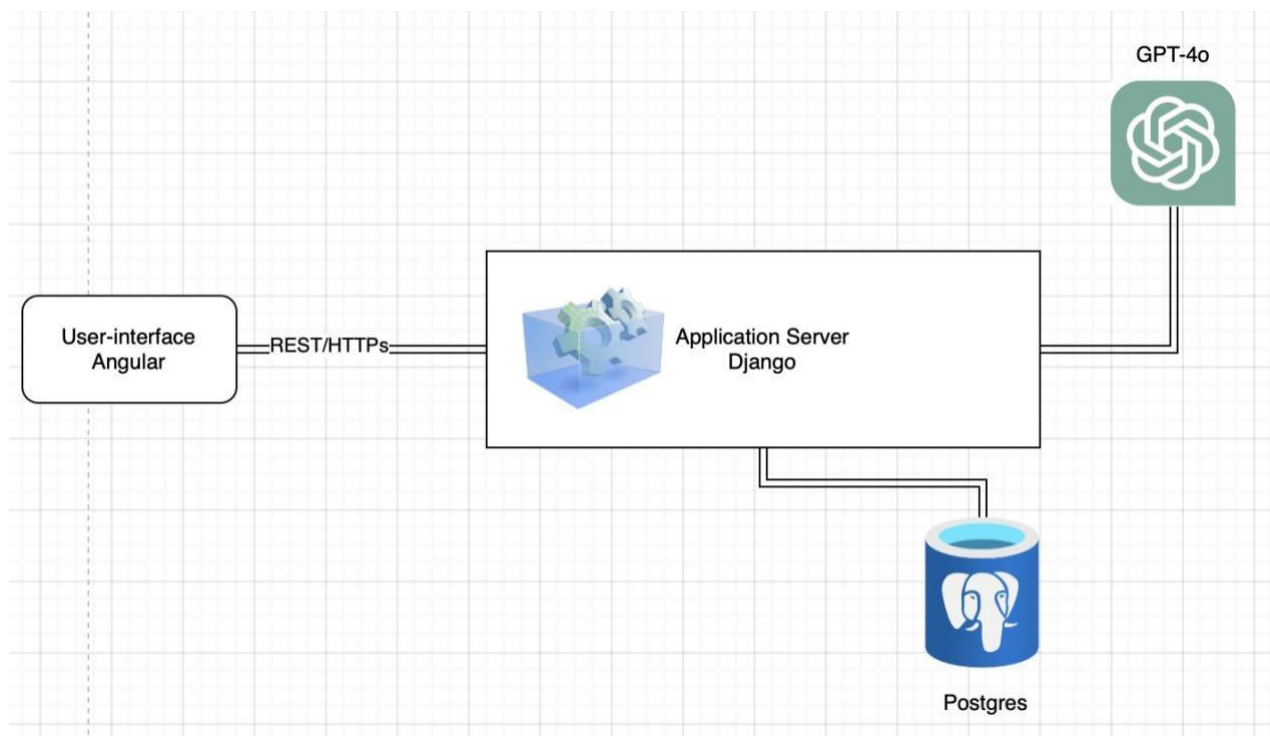 GPT-4o
User-interface
Angular
REST/HTTPs
Application Server
Django
Postgres